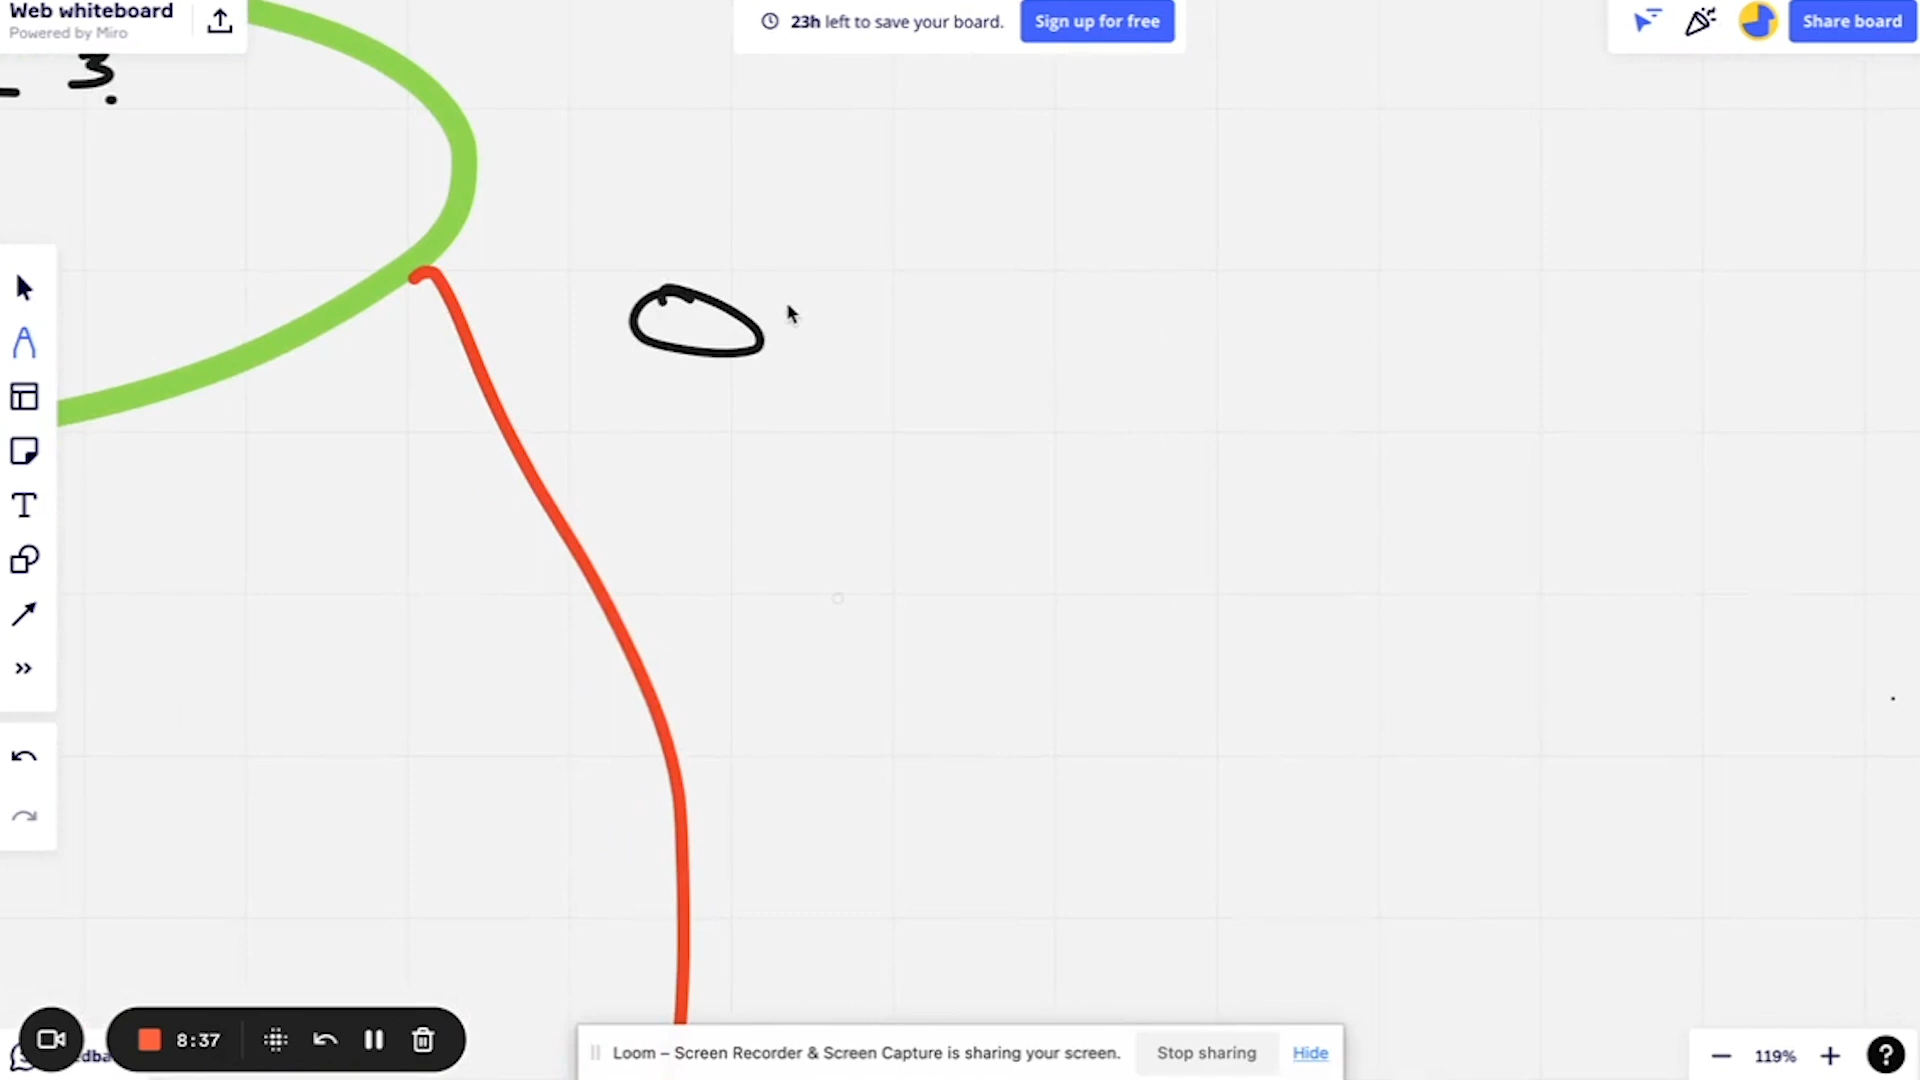 Web whiteboard
Powered by Miro
23h left to save your board.
Sign up for free
Share board
3.
8:37
Loom – Screen Recorder & Screen Capture is sharing your screen.
Stop sharing
Hide
119%